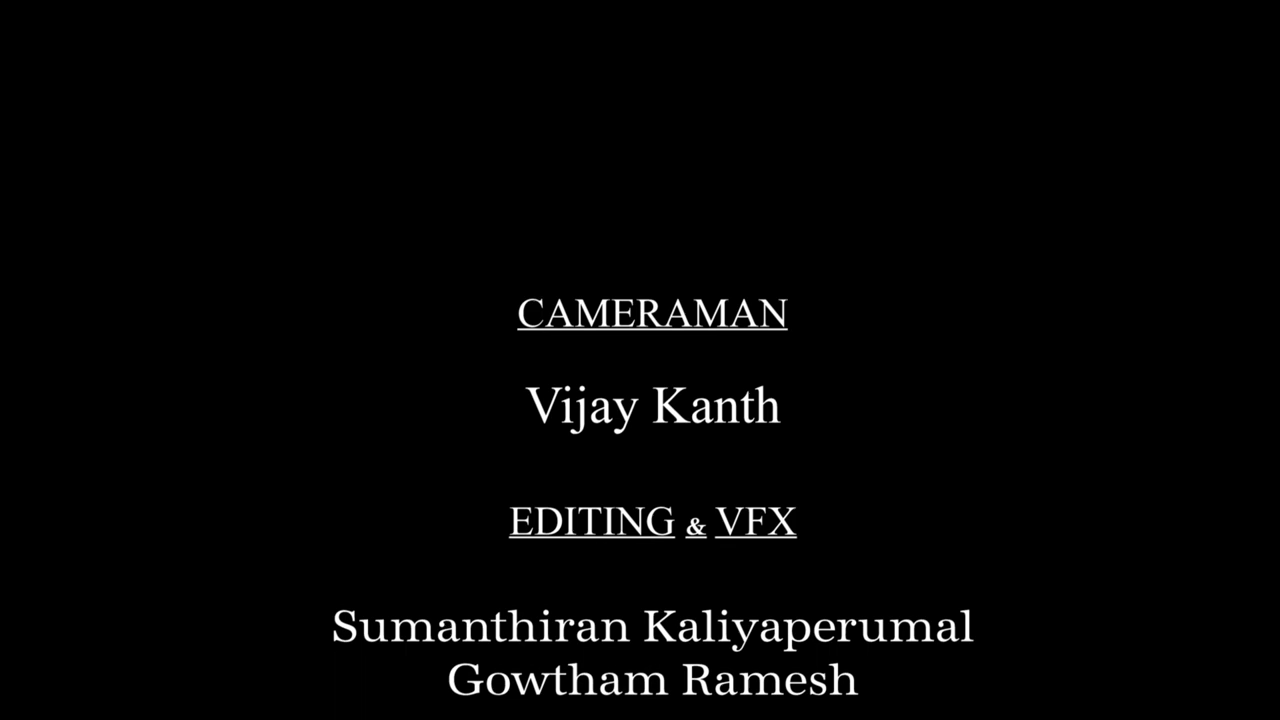 CAMERAMAN
Vijay Kanth
EDITING & VFX
Sumanthiran Kaliyaperumal
Gowtham Ramesh